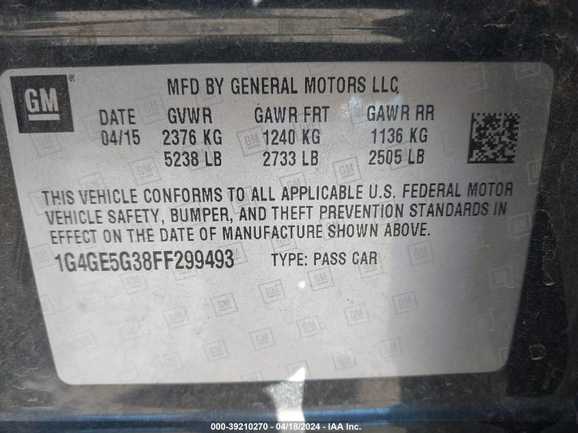 GM ® MFD BY GENERAL MOTORS LLC
DATE GVWR GAWR FRT GAWR RR
04/15 2376 KG 1240 KG 1136 KG
5238 LB 2733 LB 2505 LB
THIS VEHICLE CONFORMS TO ALL APPLICABLE U.S. FEDERAL MOTOR
VEHICLE SAFETY, BUMPER, AND THEFT PREVENTION STANDARDS IN
EFFECT ON THE DATE OF MANUFACTURE SHOWN ABOVE.
1G4GE5G38FF299493 TYPE: PASS CAR
000-39210270 - 04/18/2024 - IAA Inc.